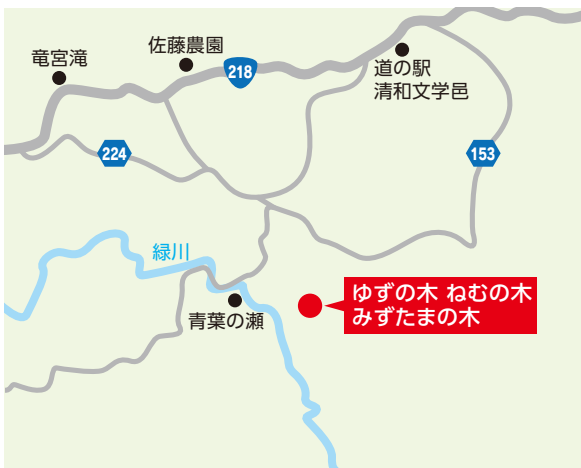 竜宮滝
佐藤農園
218
道の駅
清和文学邑
224
153
緑川
ゆずの木 ねむの木
みずたまの木
青葉の瀬